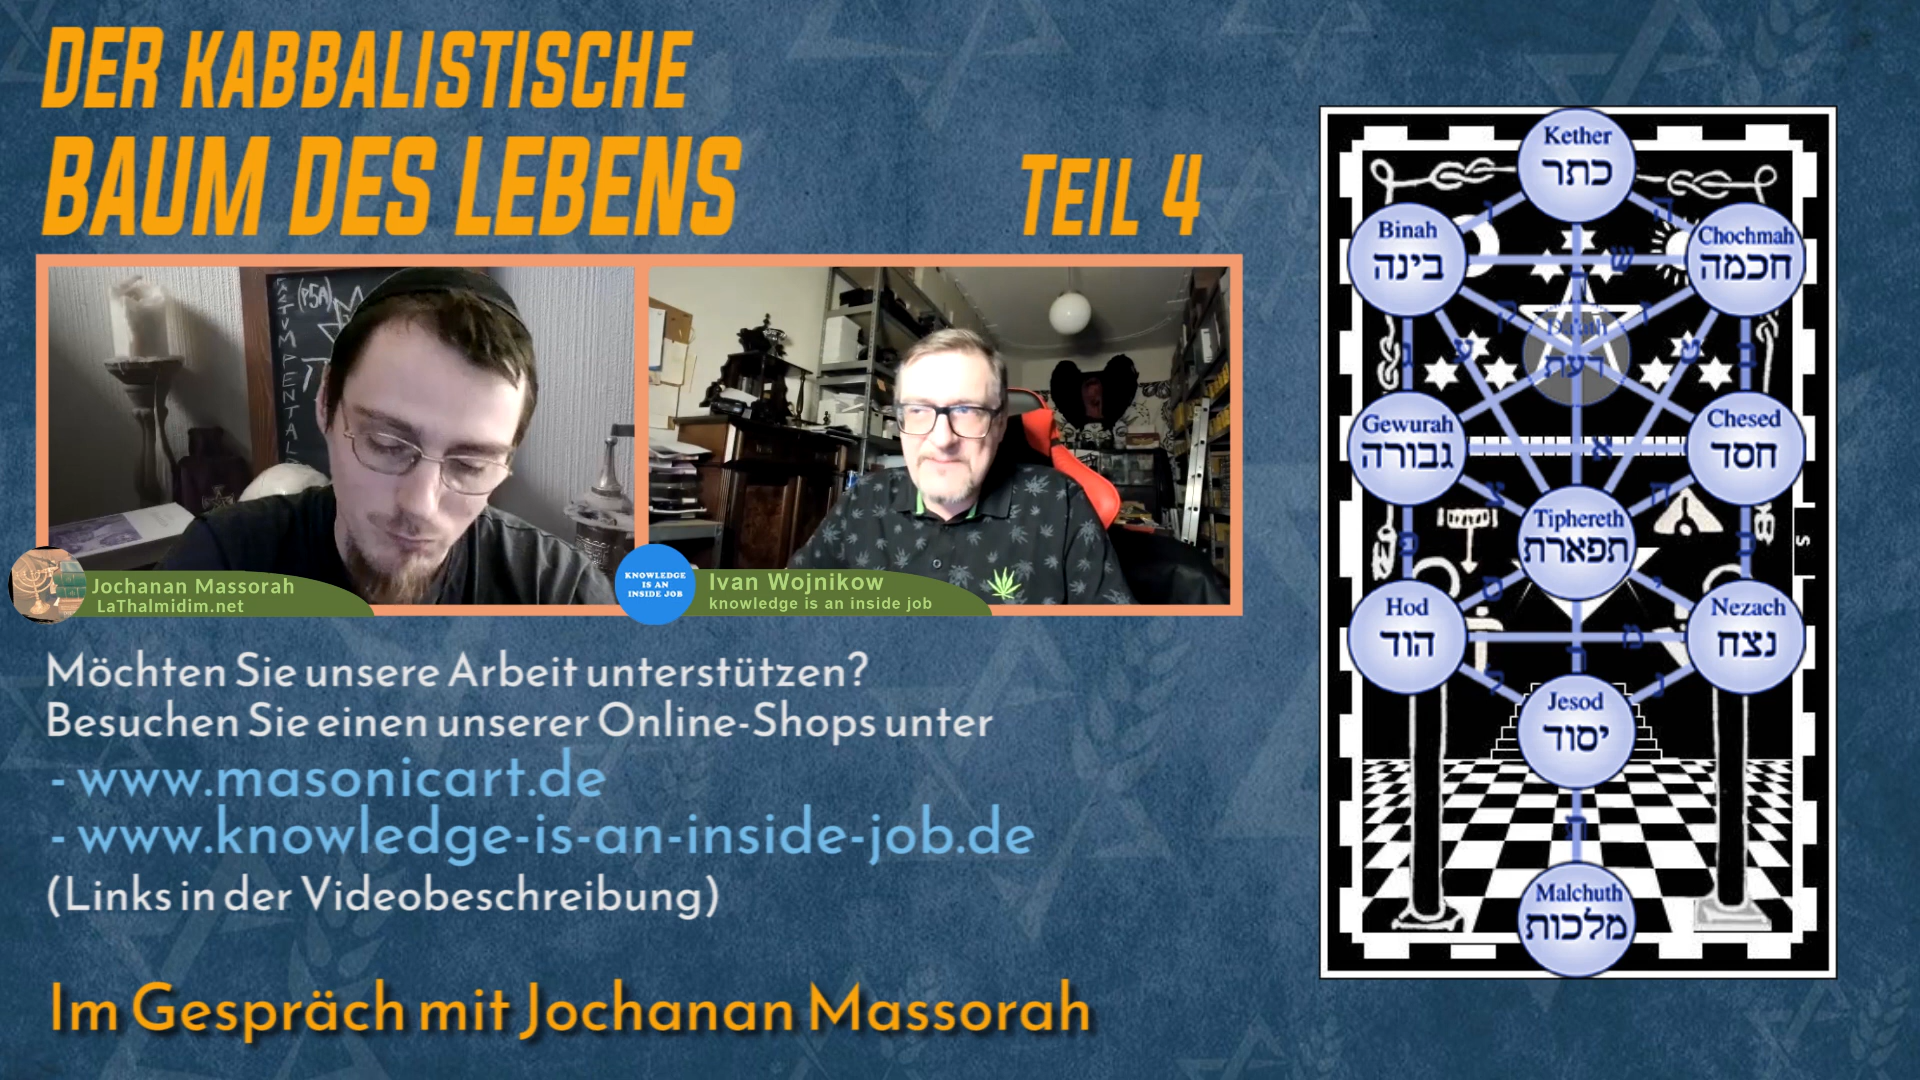 DER KABBALISTISCHE
BAUM DES LEBENS
TEIL 4
(P5A)
Jochanan Massorah
LaThalmidim.net
KNOWLEDGE
IS AN
INSIDE JOB
Ivan Wojnikow
knowledge is an inside job
Möchten Sie unsere Arbeit unterstützen?
Besuchen Sie einen unserer Online-Shops unter
- www.masonicart.de
- www.knowledge-is-an-inside-job.de
(Links in der Videobeschreibung)
Im Gespräch mit Jochanan Massorah
Kether
כתר
ו
ה
Binah
בינה
Chochmah
חכמה
ש
ק
ר
Da'ath
דעת
ג
ע
ט
ב
Gewurah
גבורה
Chesed
חסד
א
צ
ח
Tiphereth
תפארת
S
פ
כ
ס
י
Hod
הוד
Nezach
נצח
מ
ל
נ
Jesod
יסוד
ת
Malchuth
מלכות